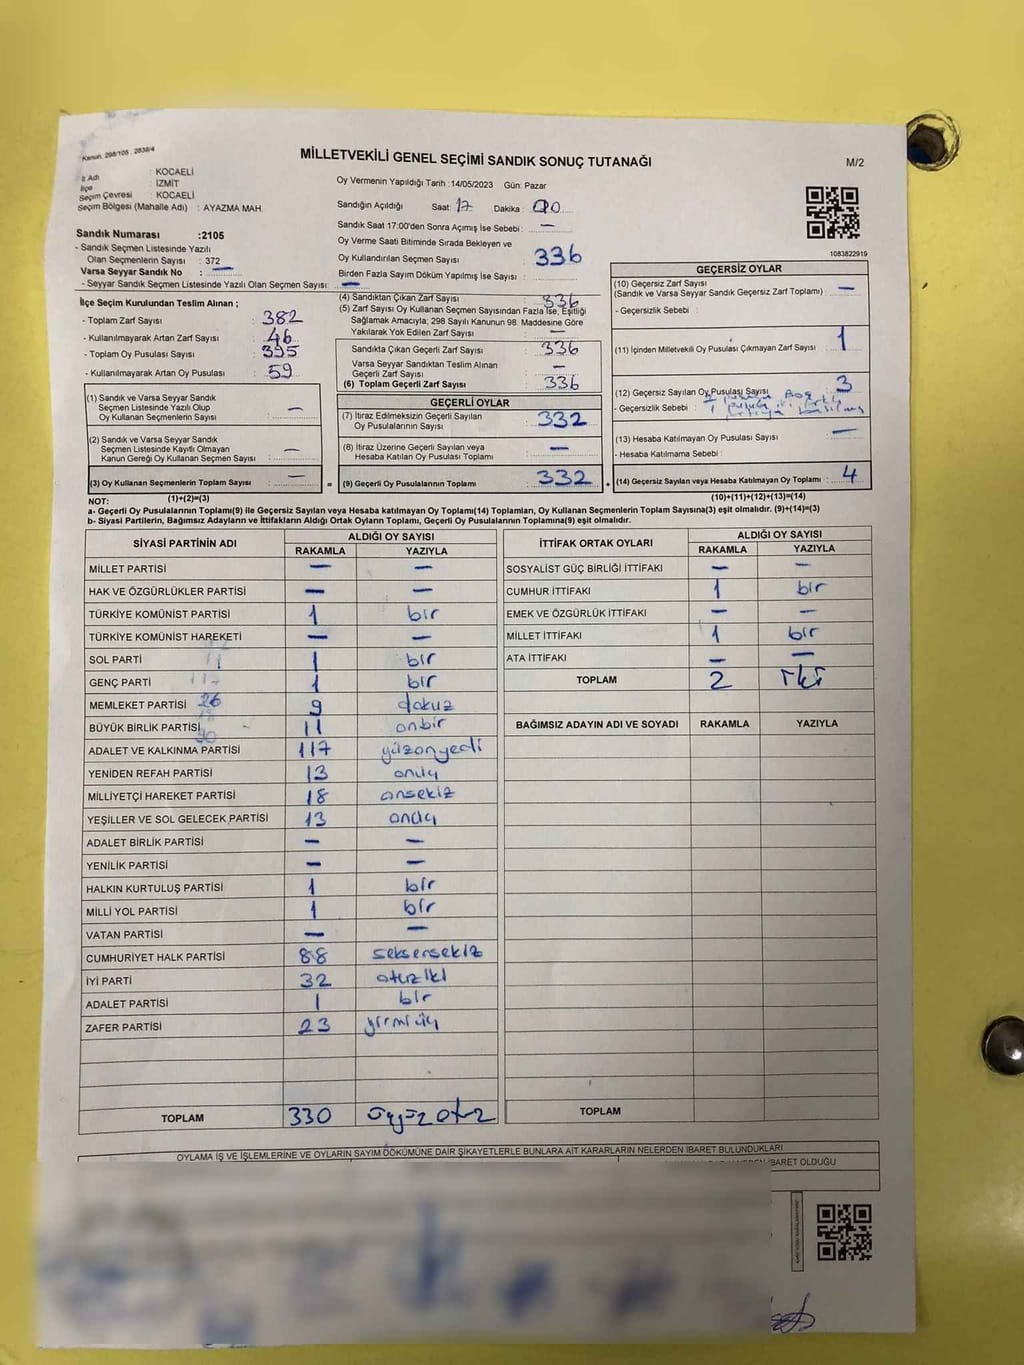 Kanun, 298/105 . 2839/4
MİLLETVEKİLİ GENEL SEÇİMİ SANDIK SONUÇ TUTANAĞI
M/2
İl Adı KOCAELİ
İlçe İZMİT
Seçim Çevresi : KOCAELİ
Seçim Bölgesi (Mahalle Adı) : AYAZMA MAH.
Oy Vermenin Yapıldığı Tarih :14/05/2023 Gün: Pazar
Sandığın Açıldığı Saat: 17 Dakika : 00
Sandık Saat 17:00'den Sonra Açımış İse Sebebi : —
Oy Verme Saati Bitiminde Sırada Bekleyen ve
Oy Kullandırılan Seçmen Sayısı : 336
Birden Fazla Sayım Döküm Yapılmış İse Sayısı :
1083822919
Sandık Numarası :2105
- Sandık Seçmen Listesinde Yazılı
Olan Seçmenlerin Sayısı : 372
Varsa Seyyar Sandık No : —
- Seyyar Sandık Seçmen Listesinde Yazılı Olan Seçmen Sayısı: —
İlçe Seçim Kurulundan Teslim Alınan ;
- Toplam Zarf Sayısı : 382
- Kullanılmayarak Artan Zarf Sayısı : 46
- Toplam Oy Pusulası Sayısı : 395
- Kullanılmayarak Artan Oy Pusulası : 59
(1) Sandık ve Varsa Seyyar Sandık
Seçmen Listesinde Yazılı Olup
Oy Kullanan Seçmenlerin Sayısı : —
(2) Sandık ve Varsa Seyyar Sandık
Seçmen Listesinde Kayıtlı Olmayan
Kanun Gereği Oy Kullanan Seçmen Sayısı : —
(3) Oy Kullanan Seçmenlerin Toplam Sayısı : —
(4) Sandıktan Çıkan Zarf Sayısı : 336
(5) Zarf Sayısı Oy Kullanan Seçmen Sayısından Fazla İse, Eşitliği
Sağlamak Amacıyla; 298 Sayılı Kanunun 98. Maddesine Göre
Yakılarak Yok Edilen Zarf Sayısı : —
Sandıkta Çıkan Geçerli Zarf Sayısı : 336
Varsa Seyyar Sandıktan Teslim Alınan
Geçerli Zarf Sayısı : —
(6) Toplam Geçerli Zarf Sayısı : 336
GEÇERLİ OYLAR
(7) İtiraz Edilmeksizin Geçerli Sayılan
Oy Pusulalarının Sayısı : 332
(8) İtiraz Üzerine Geçerli Sayılan veya
Hesaba Katılan Oy Pusulası Toplamı : —
= (9) Geçerli Oy Pusulalarının Toplamı : 332 +
GEÇERSİZ OYLAR
(10) Geçersiz Zarf Sayısı
(Sandık ve Varsa Seyyar Sandık Geçersiz Zarf Toplamı) : —
- Geçersizlik Sebebi :
(11) İçinden Milletvekili Oy Pusulası Çıkmayan Zarf Sayısı : 1
(12) Geçersiz Sayılan Oy Pusulası Sayısı : 3
- Geçersizlik Sebebi :
(13) Hesaba Katılmayan Oy Pusulası Sayısı : —
- Hesaba Katılmama Sebebi :
(14) Geçersiz Sayılan veya Hesaba Katılmayan Oy Toplamı : 4
NOT: (1)+(2)=(3) (10)+(11)+(12)+(13)=(14)
a- Geçerli Oy Pusulalarının Toplamı(9) ile Geçersiz Sayılan veya Hesaba Katılmayan Oy Toplamı(14) Toplamları, Oy Kullanan Seçmenlerin Toplam Sayısına(3) eşit olmalıdır. (9)+(14)=(3)
b- Siyasi Partilerin, Bağımsız Adayların ve İttifakların Aldığı Ortak Oyların Toplamı, Geçerli Oy Pusulalarının Toplamına(9) eşit olmalıdır.
SİYASİ PARTİNİN ADI ALDIĞI OY SAYISI
RAKAMLA YAZIYLA
MİLLET PARTİSİ — —
HAK VE ÖZGÜRLÜKLER PARTİSİ — —
TÜRKİYE KOMÜNİST PARTİSİ 1 bir
TÜRKİYE KOMÜNİST HAREKETİ — —
SOL PARTİ 1 bir
GENÇ PARTİ 1 bir
MEMLEKET PARTİSİ 26 9 dokuz
BÜYÜK BİRLİK PARTİSİ 11 onbir
ADALET VE KALKINMA PARTİSİ 117 yüzonyedi
YENİDEN REFAH PARTİSİ 13 onüç
MİLLİYETÇİ HAREKET PARTİSİ 18 onsekiz
YEŞİLLER VE SOL GELECEK PARTİSİ 13 onüç
ADALET BİRLİK PARTİSİ — —
YENİLİK PARTİSİ — —
HALKIN KURTULUŞ PARTİSİ 1 bir
MİLLİ YOL PARTİSİ 1 bir
VATAN PARTİSİ — —
CUMHURİYET HALK PARTİSİ 88 seksensekiz
İYİ PARTİ 32 otuziki
ADALET PARTİSİ 1 bir
ZAFER PARTİSİ 23 yirmiüç
TOPLAM 330 üçyüzotuz
İTTİFAK ORTAK OYLARI ALDIĞI OY SAYISI
RAKAMLA YAZIYLA
SOSYALİST GÜÇ BİRLİĞİ İTTİFAKI — —
CUMHUR İTTİFAKI 1 bir
EMEK VE ÖZGÜRLÜK İTTİFAKI — —
MİLLET İTTİFAKI 1 bir
ATA İTTİFAKI — —
TOPLAM 2 iki
BAĞIMSIZ ADAYIN ADI VE SOYADI RAKAMLA YAZIYLA
TOPLAM
OYLAMA İŞ VE İŞLEMLERİNE VE OYLARIN SAYIM DÖKÜMÜNE DAİR ŞİKAYETLERLE BUNLARA AİT KARARLARIN NELERDEN İBARET BULUNDUKLARI
İBARET OLDUĞU